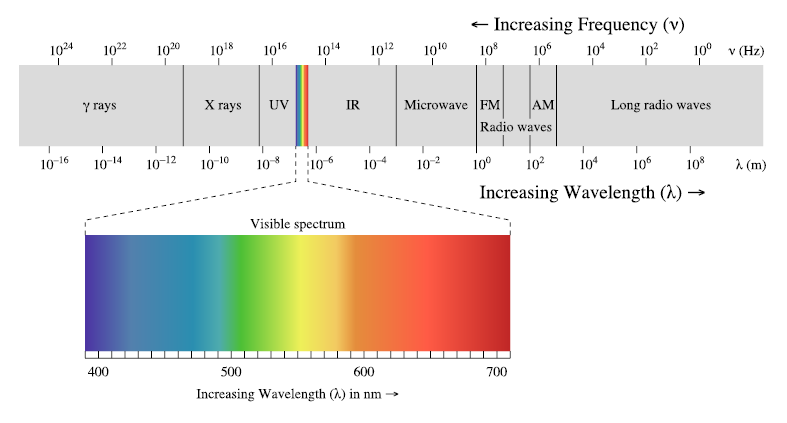 ← Increasing Frequency (ν)
10²⁴ 10²² 10²⁰ 10¹⁸ 10¹⁶ 10¹⁴ 10¹² 10¹⁰ 10⁸ 10⁶ 10⁴ 10² 10⁰ ν (Hz)
γ rays X rays UV IR Microwave FM AM Long radio waves
Radio waves
10⁻¹⁶ 10⁻¹⁴ 10⁻¹² 10⁻¹⁰ 10⁻⁸ 10⁻⁶ 10⁻⁴ 10⁻² 10⁰ 10² 10⁴ 10⁶ 10⁸ λ (m)
Increasing Wavelength (λ) →
Visible spectrum
400 500 600 700
Increasing Wavelength (λ) in nm →